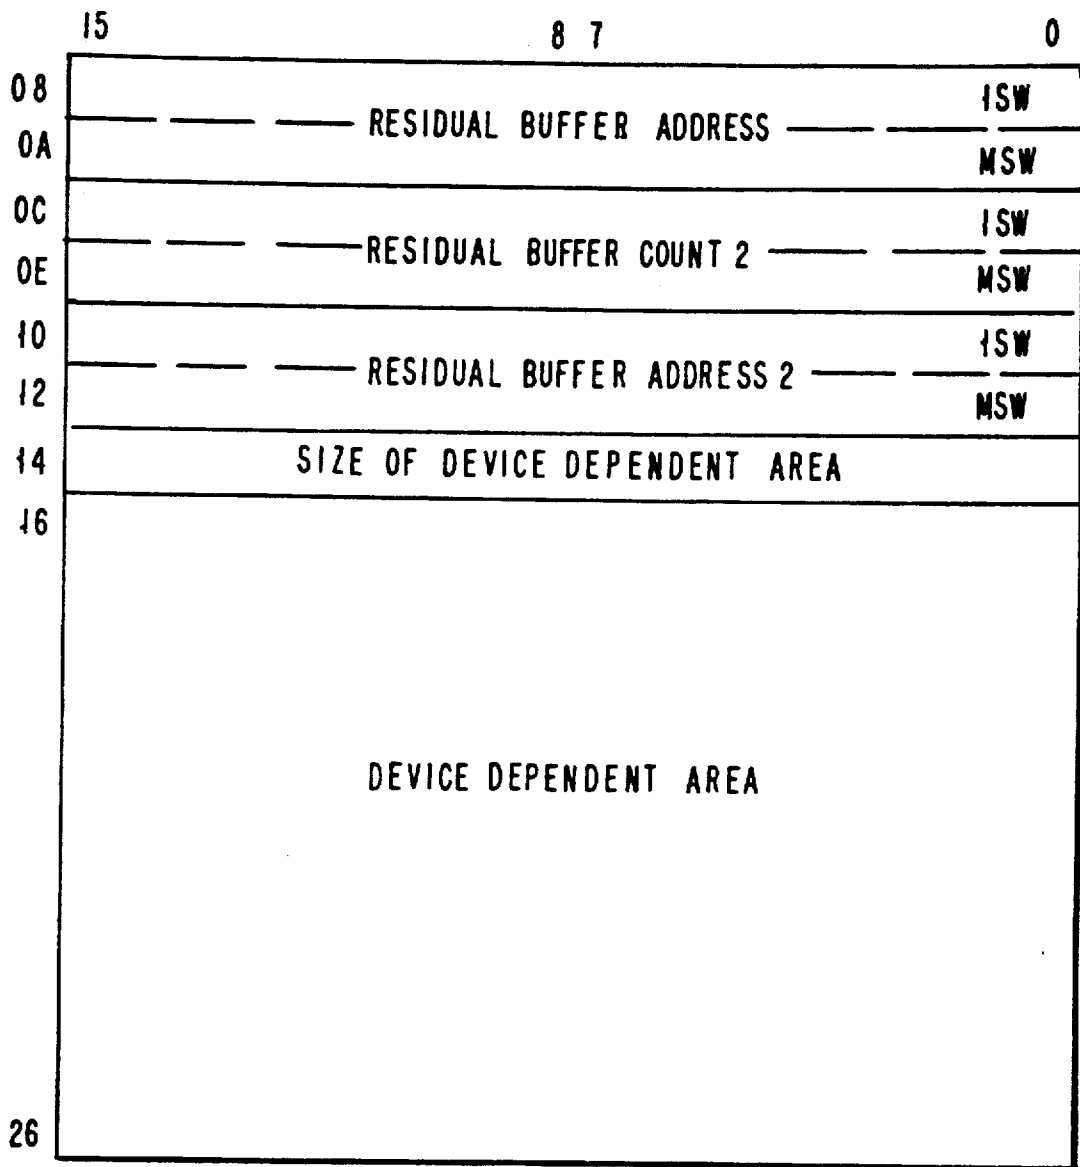 15 8 7 0
08 LSW
RESIDUAL BUFFER ADDRESS
0A MSW
0C LSW
RESIDUAL BUFFER COUNT 2
0E MSW
10 LSW
RESIDUAL BUFFER ADDRESS 2
12 MSW
14 SIZE OF DEVICE DEPENDENT AREA
16
DEVICE DEPENDENT AREA
26